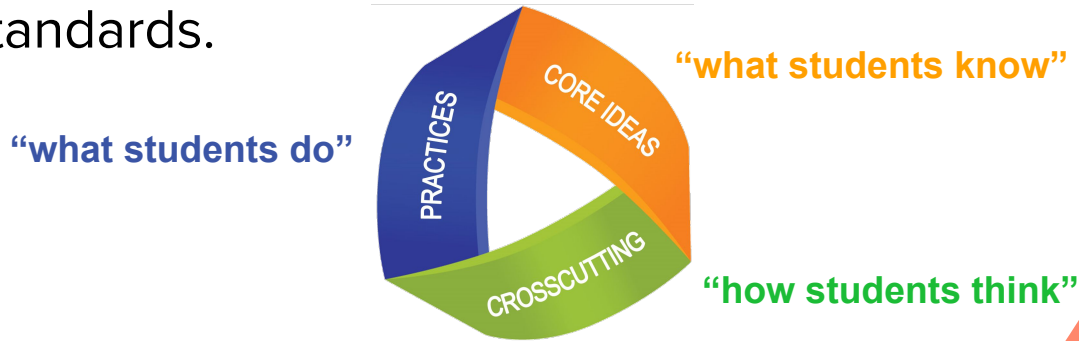 tandards.
“what students know”
CORE IDEAS
PRACTICES
“what students do”
CROSSCUTTING
“how students think”